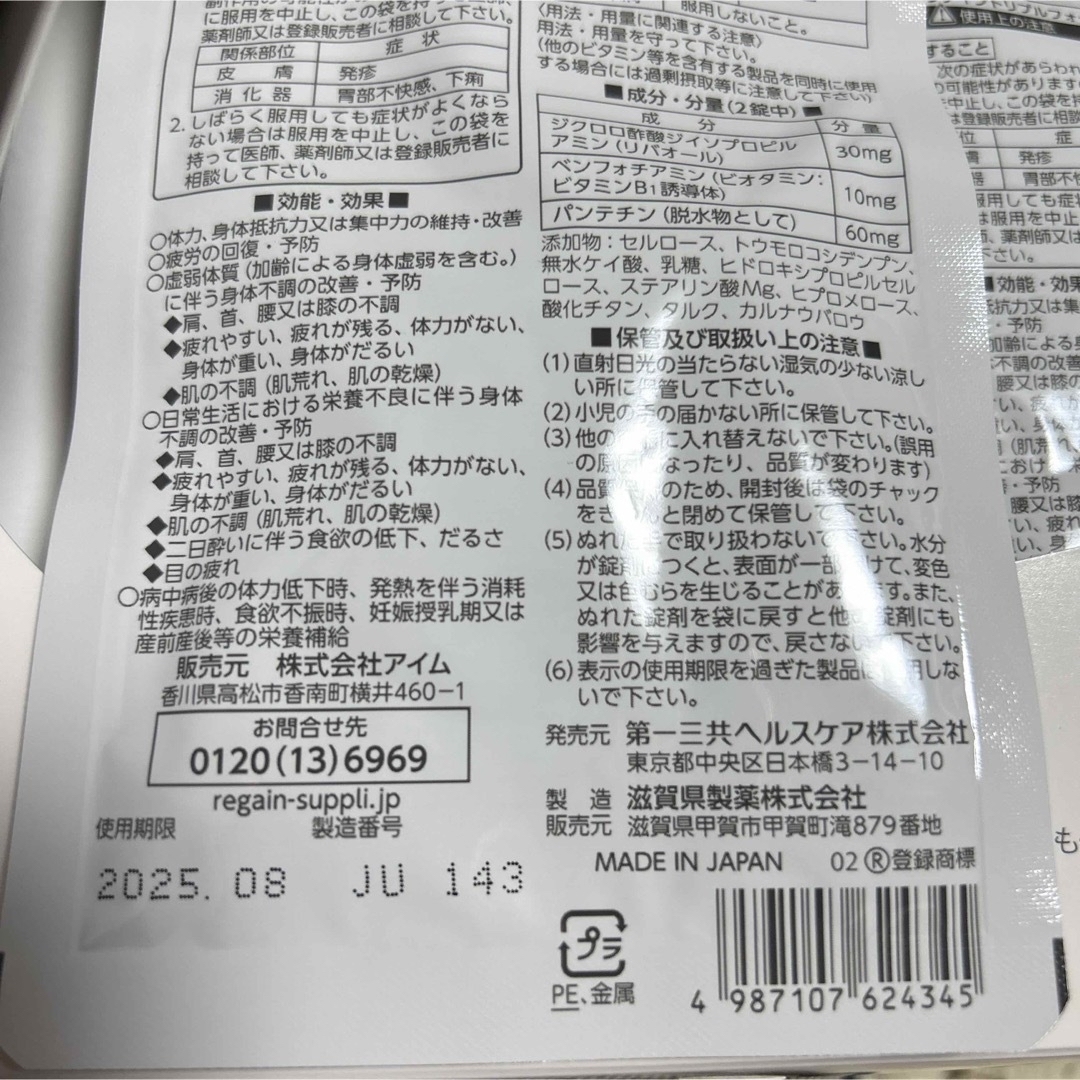 に服用を中止し、この袋を持って医師、
薬剤師又は登録販売者に相談して下さい。
関係部位 症状
皮膚 発疹
消化器 胃部不快感、下痢
2. しばらく服用しても症状がよくなら
ない場合は服用を中止し、この袋を
持って医師、薬剤師又は登録販売者に
相談して下さい。
■効能・効果■
○体力、身体抵抗力又は集中力の維持・改善
○疲労の回復・予防
○虚弱体質(加齢による身体虚弱を含む。)
に伴う身体不調の改善・予防
◆肩、首、腰又は膝の不調
◆疲れやすい、疲れが残る、体力がない、
身体が重い、身体がだるい
◆肌の不調(肌荒れ、肌の乾燥)
○日常生活における栄養不良に伴う身体
不調の改善・予防
◆肩、首、腰又は膝の不調
◆疲れやすい、疲れが残る、体力がない、
身体が重い、身体がだるい
◆肌の不調(肌荒れ、肌の乾燥)
◆二日酔いに伴う食欲の低下、だるさ
◆目の疲れ
○病中病後の体力低下時、発熱を伴う消耗
性疾患時、食欲不振時、妊娠授乳期又は
産前産後等の栄養補給
販売元 株式会社アイム
香川県高松市香南町横井460-1
お問合せ先
0120(13)6969
regain-suppli.jp
使用期限 製造番号
2025.08 JU 143
服用しないこと。
〈用法・用量に関連する注意〉
用法・用量を守って下さい。
(他のビタミン等を含有する製品を同時に使用
する場合には過剰摂取等に注意して下さい)
■成分・分量(2錠中)■
成分 分量
ジクロロ酢酸ジイソプロピル
アミン(リバオール) 30mg
ベンフォチアミン(ビオタミン:
ビタミンB1誘導体) 10mg
パンテチン(脱水物として) 60mg
添加物:セルロース、トウモロコシデンプン、
無水ケイ酸、乳糖、ヒドロキシプロピルセル
ロース、ステアリン酸Mg、ヒプロメロース、
酸化チタン、タルク、カルナウバロウ
■保管及び取扱い上の注意■
(1)直射日光の当たらない湿気の少ない涼し
い所に保管して下さい。
(2)小児の手の届かない所に保管して下さい。
(3)他の に入れ替えないで下さい。(誤用
の原因 なったり、品質が変わります)
(4)品質 のため、開封後は袋のチャック
をき んと閉めて保管して下さい。
(5)ぬれた手で取り扱わないで下さい。水分
が錠剤につくと、表面が一部 けて、変色
又は色むらを生じることがあります。また、
ぬれた錠剤を袋に戻すと他の錠剤にも
影響を与えますので、戻さないで下さい。
(6)表示の使用期限を過ぎた製品は 用しな
いで下さい。
発売元 第一三共ヘルスケア株式会社
東京都中央区日本橋3-14-10
製造 滋賀県製薬株式会社
販売元 滋賀県甲賀市甲賀町滝879番地
MADE IN JAPAN 02 ®登録商標
プラ
PE、金属
4 987107 624345
使用上の注意
すること
次の症状があらわれ
の可能性があります
発疹
胃部不
効能・効果
・予防
も